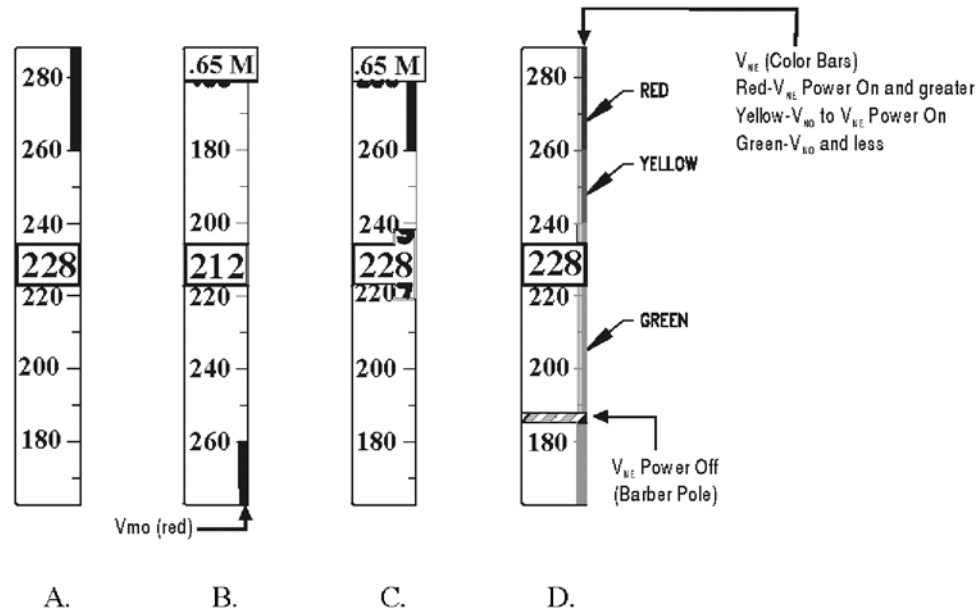 280
260
240
228
220
200
180
A.
.65 M
180
200
212
220
240
260
Vmo (red)
B.
.65 M
260
240
228
220
200
180
C.
280
260
240
228
220
200
180
D.
RED
YELLOW
GREEN
V_NE (Color Bars)
Red-V_NE Power On and greater
Yellow-V_NO to V_NE Power On
Green-V_NO and less
V_NE Power Off
(Barber Pole)